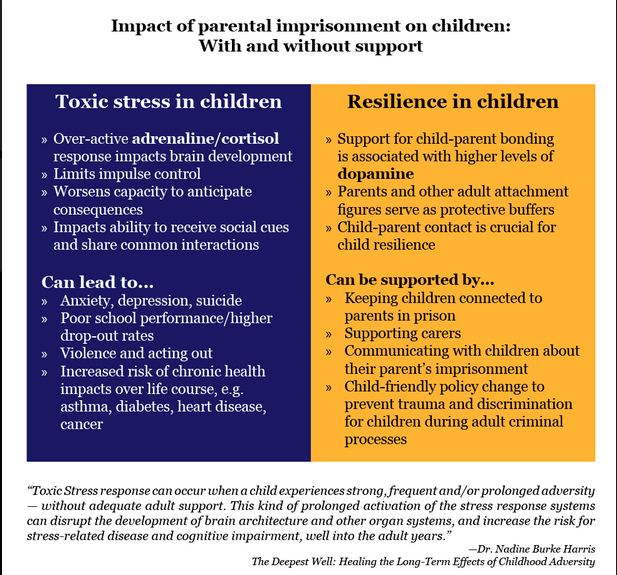 Impact of parental imprisonment on children:
With and without support
Toxic stress in children
» Over-active adrenaline/cortisol
response impacts brain development
» Limits impulse control
» Worsens capacity to anticipate
consequences
» Impacts ability to receive social cues
and share common interactions
Can lead to...
» Anxiety, depression, suicide
» Poor school performance/higher
drop-out rates
» Violence and acting out
» Increased risk of chronic health
impacts over life course, e.g.
asthma, diabetes, heart disease,
cancer
Resilience in children
» Support for child-parent bonding
is associated with higher levels of
dopamine
» Parents and other adult attachment
figures serve as protective buffers
» Child-parent contact is crucial for
child resilience
Can be supported by...
» Keeping children connected to
parents in prison
» Supporting carers
» Communicating with children about
their parent's imprisonment
» Child-friendly policy change to
prevent trauma and discrimination
for children during adult criminal
processes
“Toxic Stress response can occur when a child experiences strong, frequent and/or prolonged adversity
— without adequate adult support. This kind of prolonged activation of the stress response systems
can disrupt the development of brain architecture and other organ systems, and increase the risk for
stress-related disease and cognitive impairment, well into the adult years.”
—Dr. Nadine Burke Harris
The Deepest Well: Healing the Long-Term Effects of Childhood Adversity